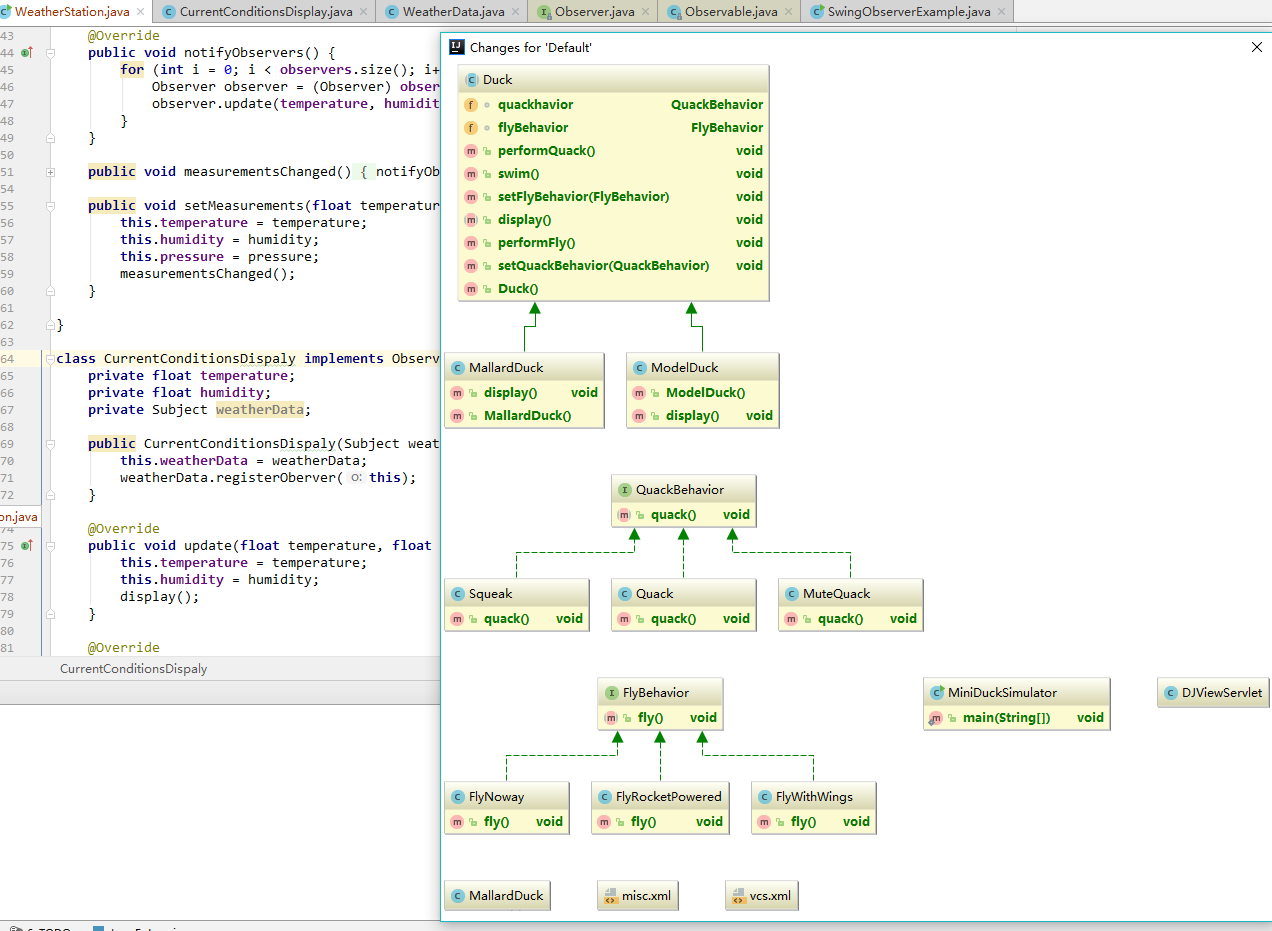 WeatherStation.java
CurrentConditionsDisplay.java
WeatherData.java
Observer.java
Observable.java
SwingObserverExample.java
43 @Override
44 public void notifyObservers() {
45 for (int i = 0; i < observers.size(); i+
46 Observer observer = (Observer) obser
47 observer.update(temperature, humidit
48 }
49 }
50
51 public void measurementsChanged() { notifyOb
54
55 public void setMeasurements(float temperatur
56 this.temperature = temperature;
57 this.humidity = humidity;
58 this.pressure = pressure;
59 measurementsChanged();
60 }
61
62 }
63
64 class CurrentConditionsDispaly implements Observ
65 private float temperature;
66 private float humidity;
67 private Subject weatherData;
68
69 public CurrentConditionsDispaly(Subject weat
70 this.weatherData = weatherData;
71 weatherData.registerOberver( o: this);
72 }
on.java
74 @Override
75 public void update(float temperature, float
76 this.temperature = temperature;
77 this.humidity = humidity;
78 display();
79 }
80
81 @Override
CurrentConditionsDispaly
Changes for 'Default'
Duck
quackhavior QuackBehavior
flyBehavior FlyBehavior
performQuack() void
swim() void
setFlyBehavior(FlyBehavior) void
display() void
performFly() void
setQuackBehavior(QuackBehavior) void
Duck()
MallardDuck
display() void
MallardDuck()
ModelDuck
ModelDuck()
display() void
QuackBehavior
quack() void
Squeak
quack() void
Quack
quack() void
MuteQuack
quack() void
FlyBehavior
fly() void
MiniDuckSimulator
main(String[]) void
DJViewServlet
FlyNoway
fly() void
FlyRocketPowered
fly() void
FlyWithWings
fly() void
MallardDuck
misc.xml
vcs.xml